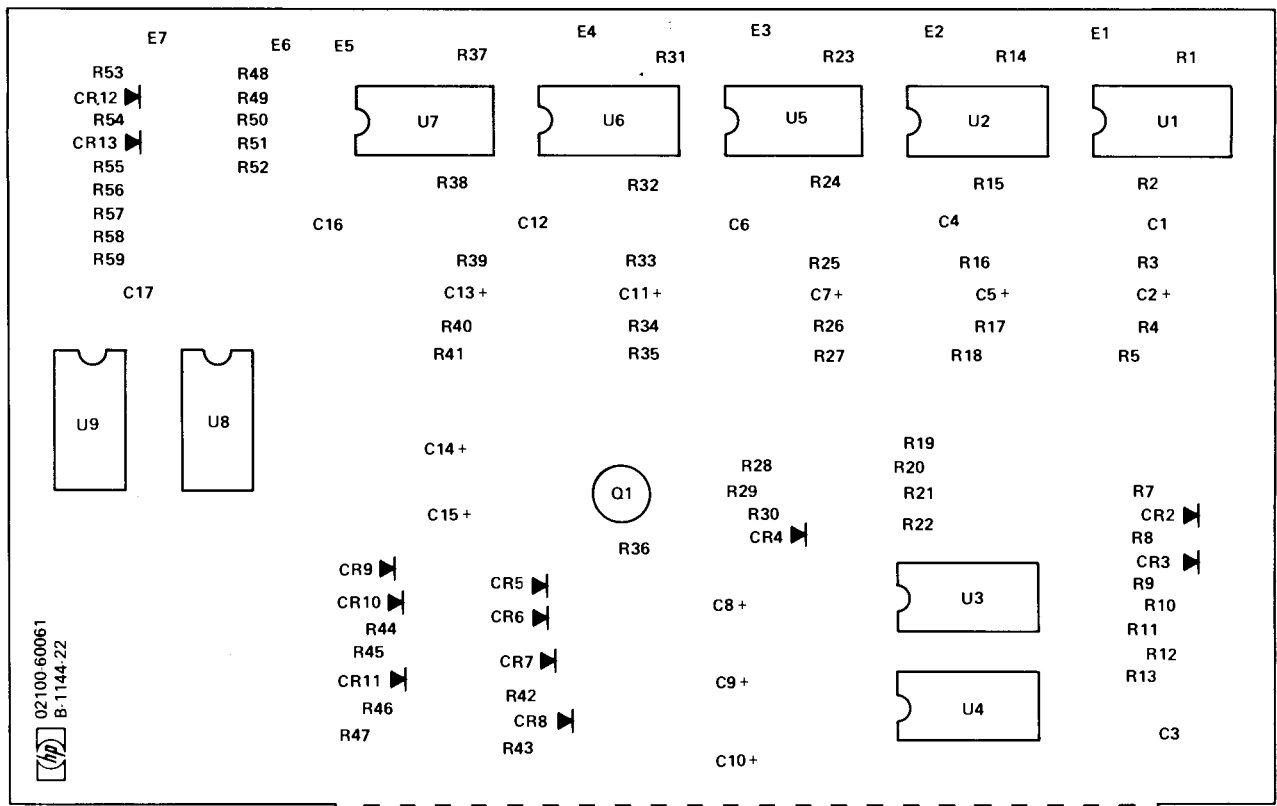 E7 E6 E5 E4 E3 E2 E1
R37 R31 R23 R14 R1
R53 R48
CR12 R49
R54 R50
CR13 R51
R55 R52
U7 U6 U5 U2 U1
R56 R38 R32 R24 R15 R2
R57
C16 C12 C6 C4 C1
R58
R59 R39 R33 R25 R16 R3
C17 C13+ C11+ C7+ C5+ C2+
R40 R34 R26 R17 R4
R41 R35 R27 R18 R5
U9 U8
C14+ R19
R28 R20
Q1 R29 R21 R7
C15+ R30 R22 CR2
CR4 R8
R36
CR9 CR3
CR5 R9
CR10 CR6 C8+ U3 R10
R44 R11
R45 CR7 R12
CR11 C9+ R13
R46 R42 U4
CR8
R47 R43 C3
C10+
02100-60061
B-1144-22
hp